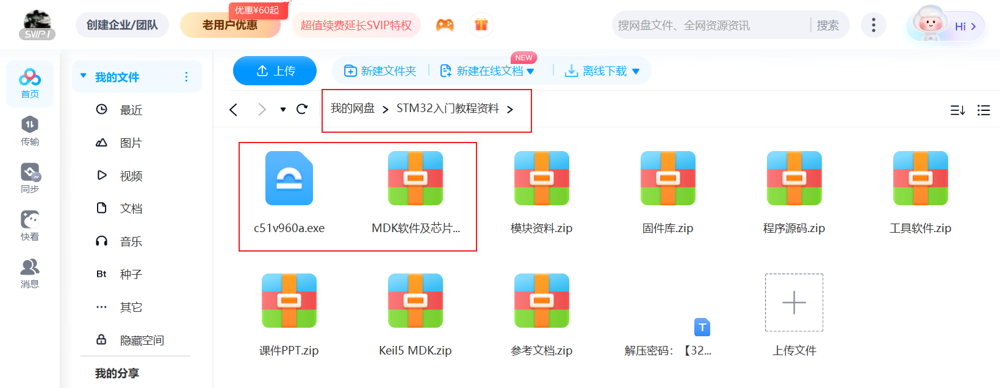 SVIP1
创建企业/团队
优惠¥60起
老用户优惠
超值续费延长SVIP特权
搜网盘文件、全网资源资讯
搜索
Hi
首页
传输
同步
快看
消息
我的文件
最近
图片
视频
文档
音乐
Bt 种子
其它
隐藏空间
我的分享
上传
新建文件夹
NEW
新建在线文档
离线下载
我的网盘 > STM32入门教程资料 >
c51v960a.exe
MDK软件及芯片...
模块资料.zip
固件库.zip
程序源码.zip
工具软件.zip
课件PPT.zip
Keil5 MDK.zip
参考文档.zip
T
解压密码：【32...
上传文件